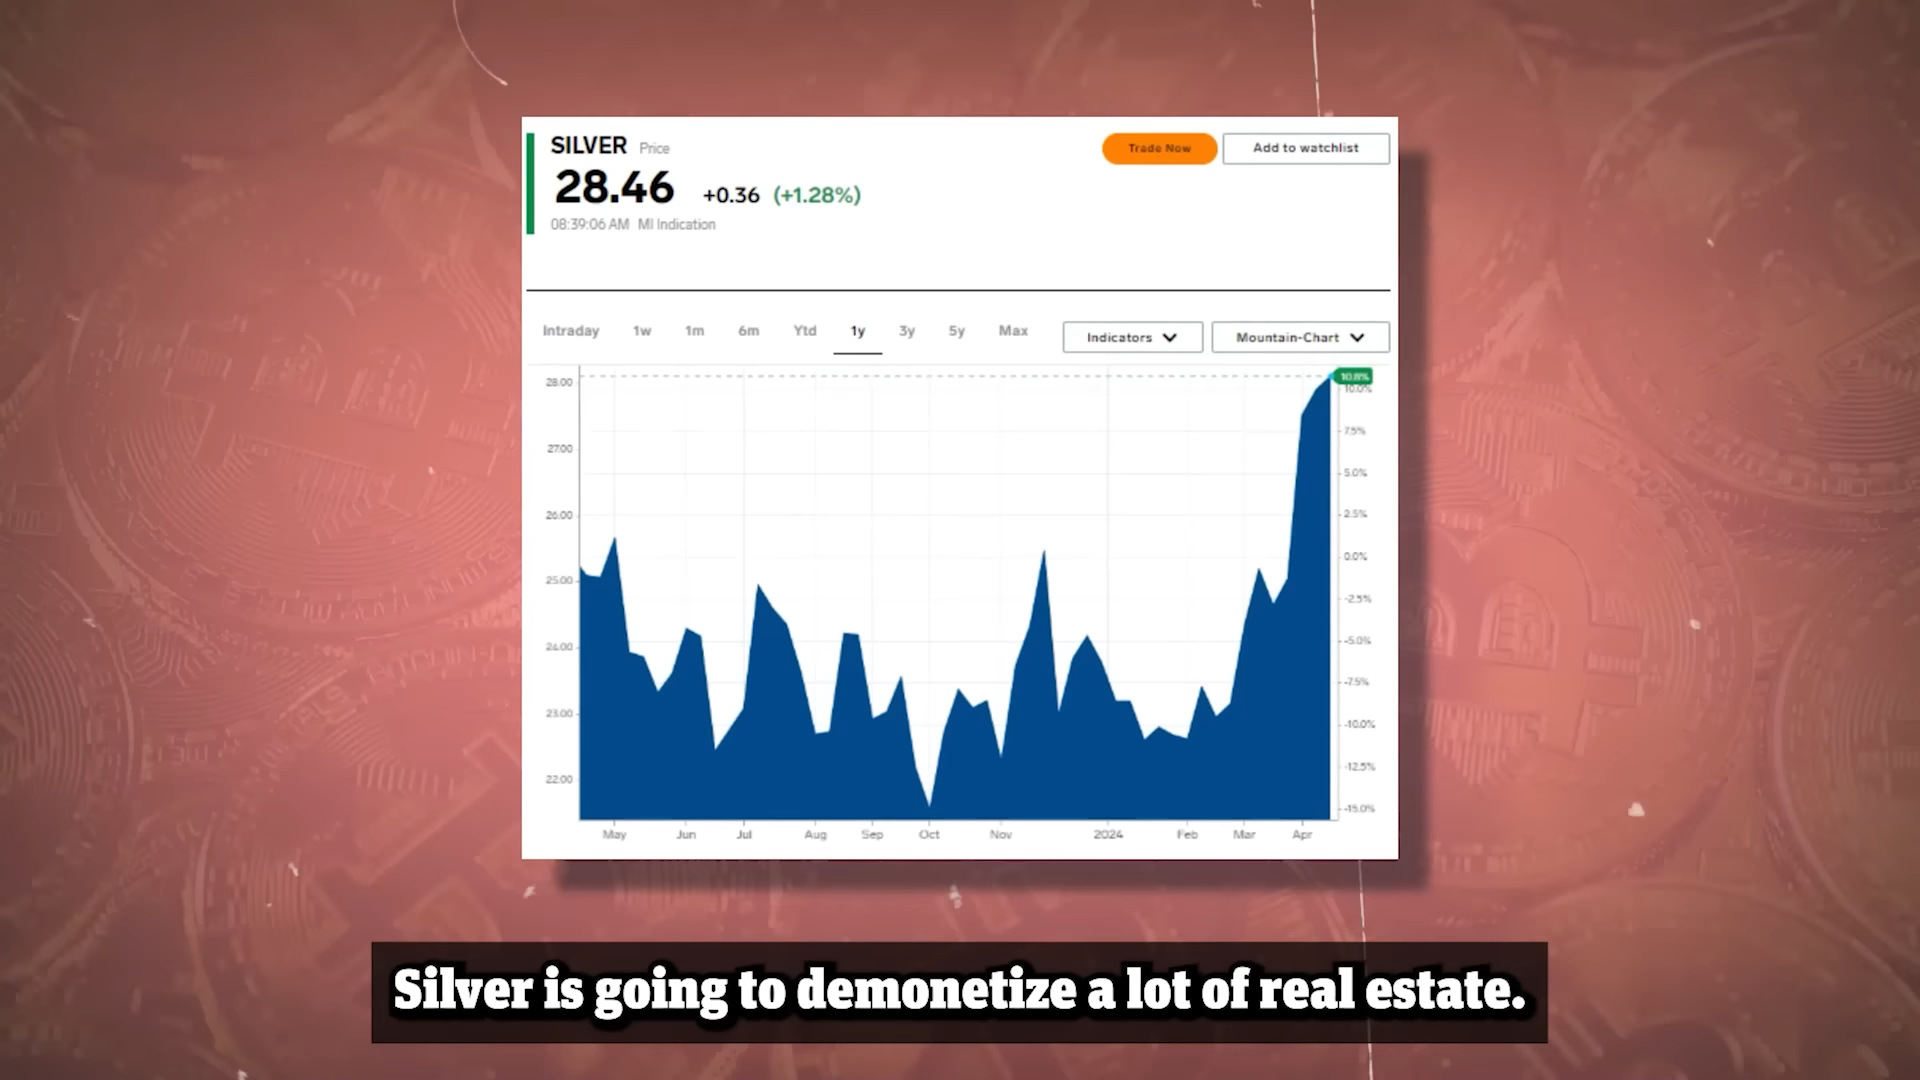 SILVER Price
28.46 +0.36 (+1.28%)
08:39:06 AM MI Indication
Trade Now
Add to watchlist
Intraday 1w 1m 6m Ytd 1y 3y 5y Max
Indicators
Mountain-Chart
28.00
27.00
26.00
25.00
24.00
23.00
22.00
10.8%
10.0%
7.5%
5.0%
2.5%
0.0%
-2.5%
-5.0%
-7.5%
-10.0%
-12.5%
-15.0%
May Jun Jul Aug Sep Oct Nov 2024 Feb Mar Apr
Silver is going to demonetize a lot of real estate.